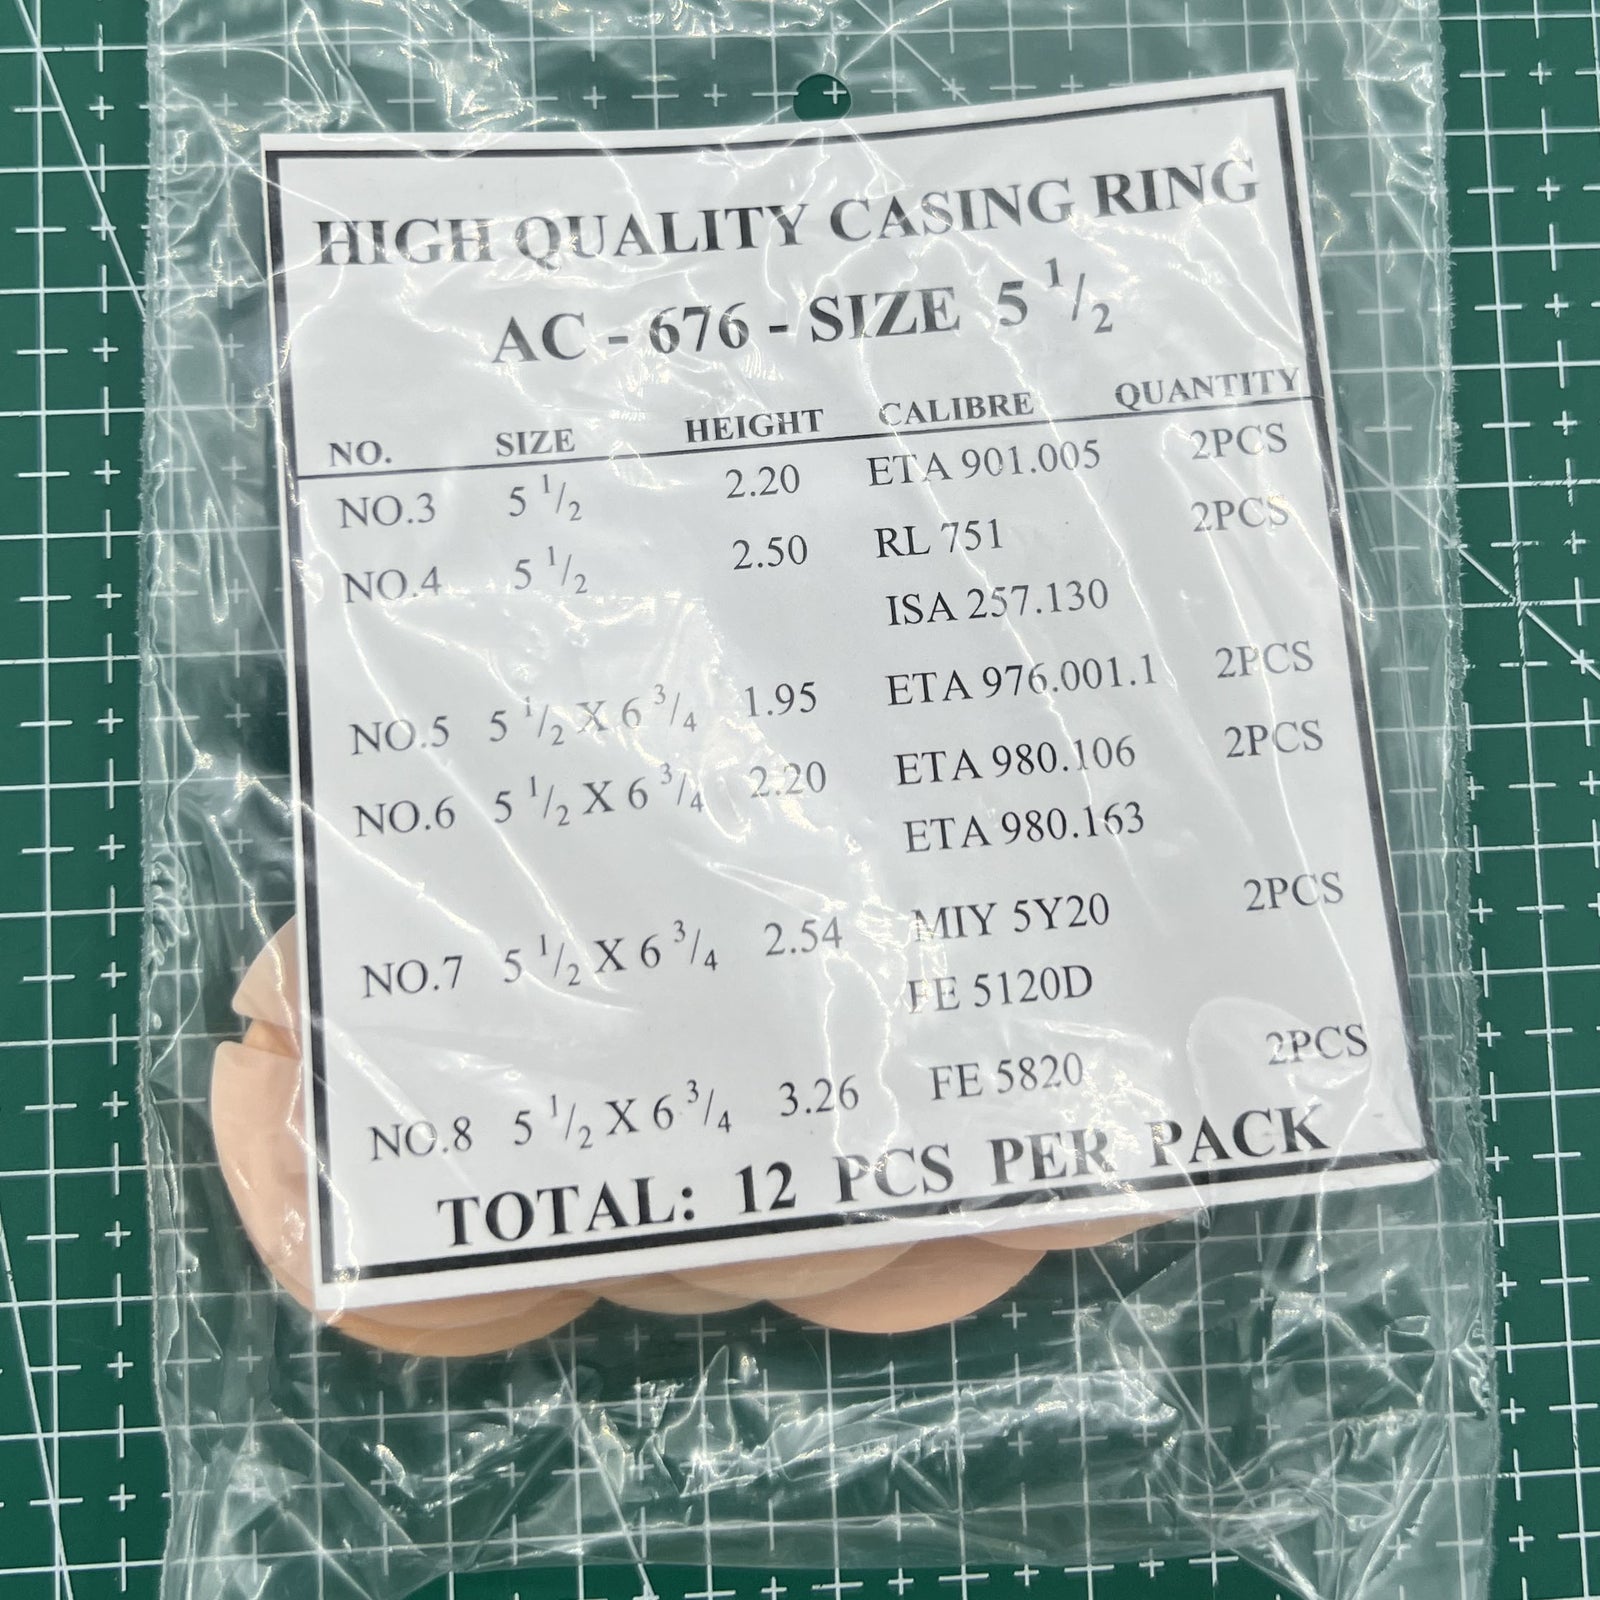 HIGH QUALITY CASING RING
AC - 676 - SIZE 5 1/2
NO. SIZE HEIGHT CALIBRE QUANTITY
NO.3 5 1/2 2.20 ETA 901.005 2PCS
NO.4 5 1/2 2.50 RL 751 2PCS
ISA 257.130
NO.5 5 1/2 X 6 3/4 1.95 ETA 976.001.1 2PCS
NO.6 5 1/2 X 6 3/4 2.20 ETA 980.106 2PCS
ETA 980.163
NO.7 5 1/2 X 6 3/4 2.54 MIY 5Y20 2PCS
FE 5120D
NO.8 5 1/2 X 6 3/4 3.26 FE 5820 2PCS
TOTAL: 12 PCS PER PACK